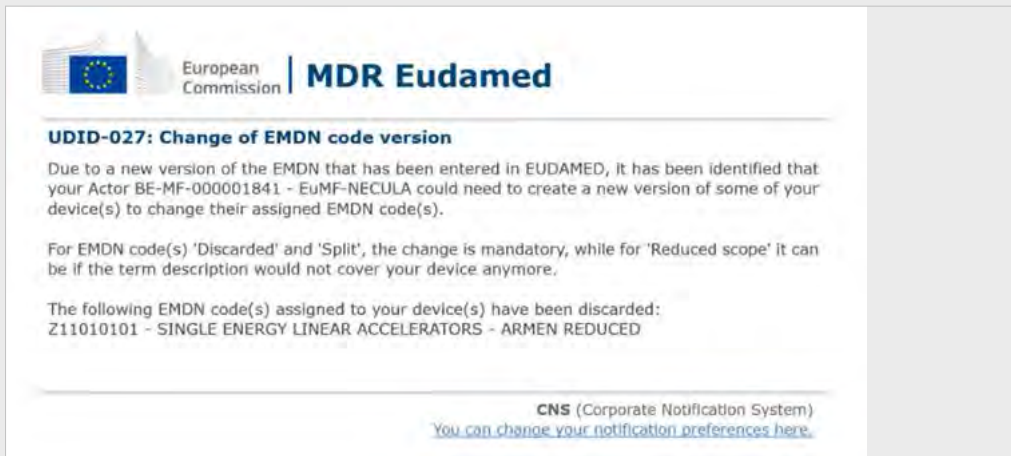 European
Commission
MDR Eudamed
UDID-027: Change of EMDN code version
Due to a new version of the EMDN that has been entered in EUDAMED, it has been identified that
your Actor BE-MF-000001841 - EuMF-NECULA could need to create a new version of some of your
device(s) to change their assigned EMDN code(s).
For EMDN code(s) 'Discarded' and 'Split', the change is mandatory, while for 'Reduced scope' it can
be if the term description would not cover your device anymore.
The following EMDN code(s) assigned to your device(s) have been discarded:
Z11010101 - SINGLE ENERGY LINEAR ACCELERATORS - ARMEN REDUCED
CNS (Corporate Notification System)
You can change your notification preferences here.